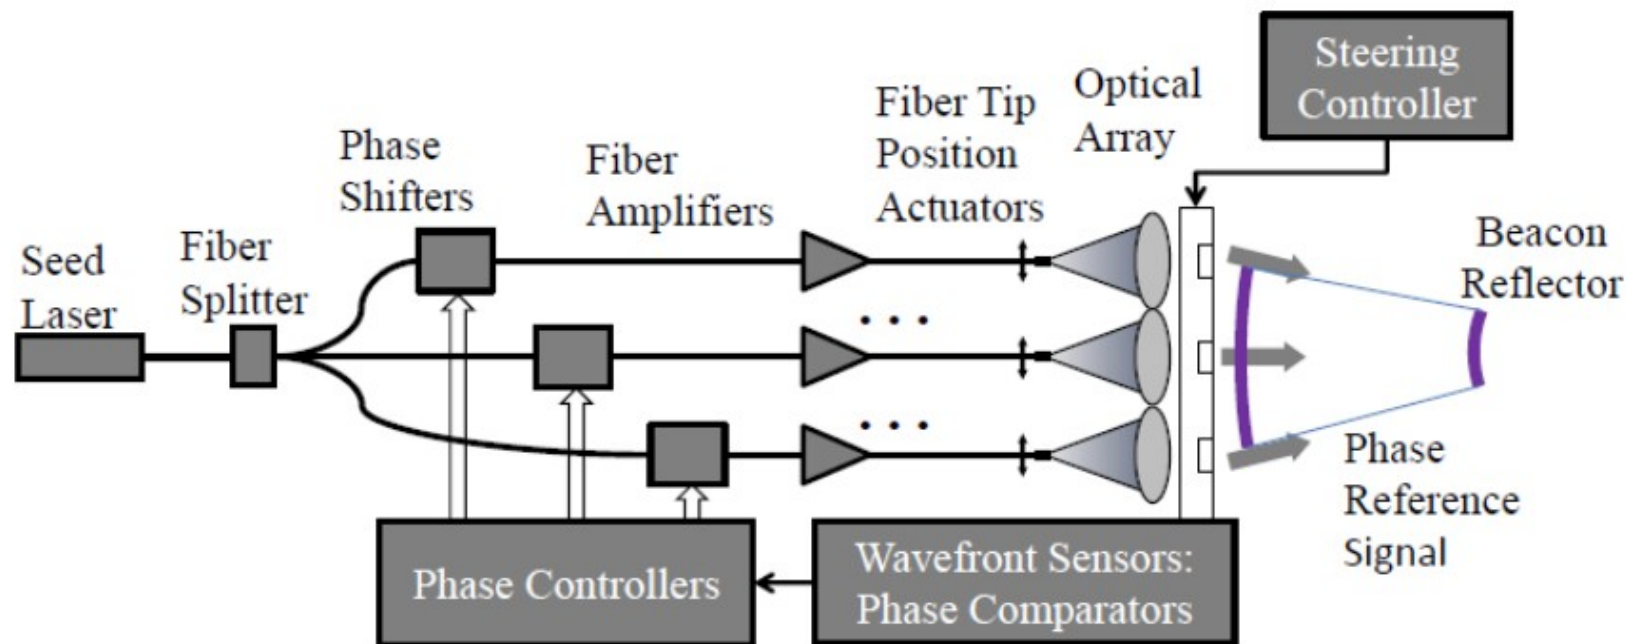 Steering
Controller
Optical
Array
Fiber Tip
Position
Actuators
Phase
Shifters
Fiber
Amplifiers
Fiber
Splitter
Seed
Laser
Beacon
Reflector
. . .
. . .
Phase
Reference
Signal
Phase Controllers
Wavefront Sensors:
Phase Comparators